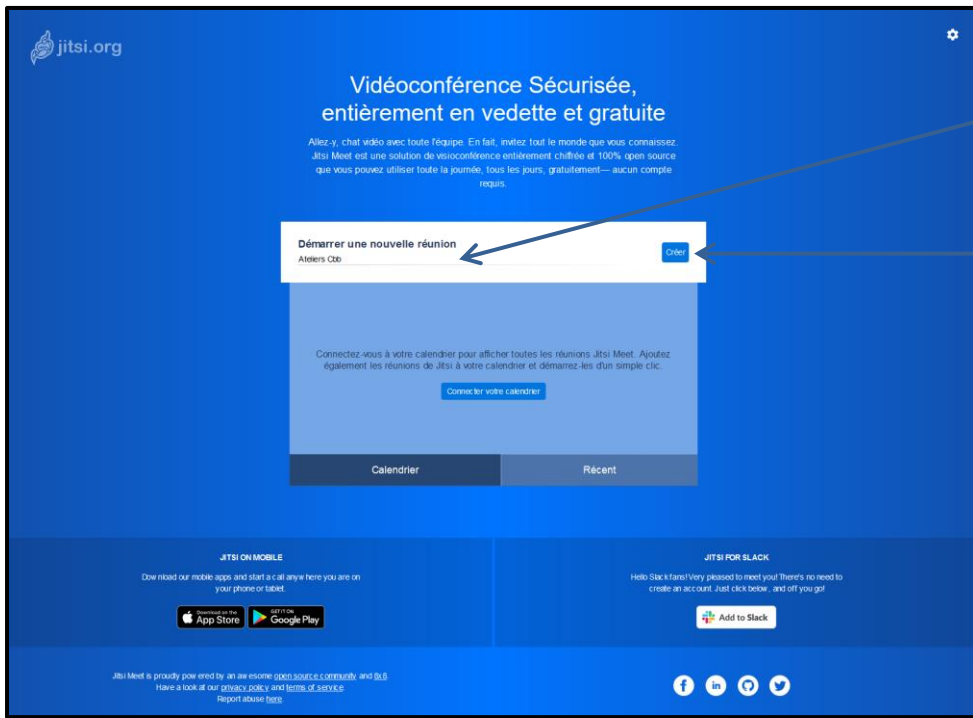 jitsi.org
Vidéoconférence Sécurisée,
entièrement en vedette et gratuite
Allez-y, chat vidéo avec toute l'équipe. En fait, invitez tout le monde que vous connaissez.
Jitsi Meet est une solution de visioconférence entièrement chiffrée et 100% open source
que vous pouvez utiliser toute la journée, tous les jours, gratuitement— aucun compte
requis.
Démarrer une nouvelle réunion
Ateliers Cbb
Créer
Connectez-vous à votre calendrier pour afficher toutes les réunions Jitsi Meet. Ajoutez
également les réunions de Jitsi à votre calendrier et démarrez-les d'un simple clic.
Connecter votre calendrier
Calendrier
Récent
JITSI ON MOBILE
Download our mobile apps and start a call anywhere you are on
your phone or tablet.
Download on the
App Store
GET IT ON
Google Play
JITSI FOR SLACK
Hello Slack fans! Very pleased to meet you! There's no need to
create an account. Just click below, and off you go!
Add to Slack
Jitsi Meet is proudly powered by an awesome open source community and 8x8.
Have a look at our privacy policy and terms of service.
Report abuse here.